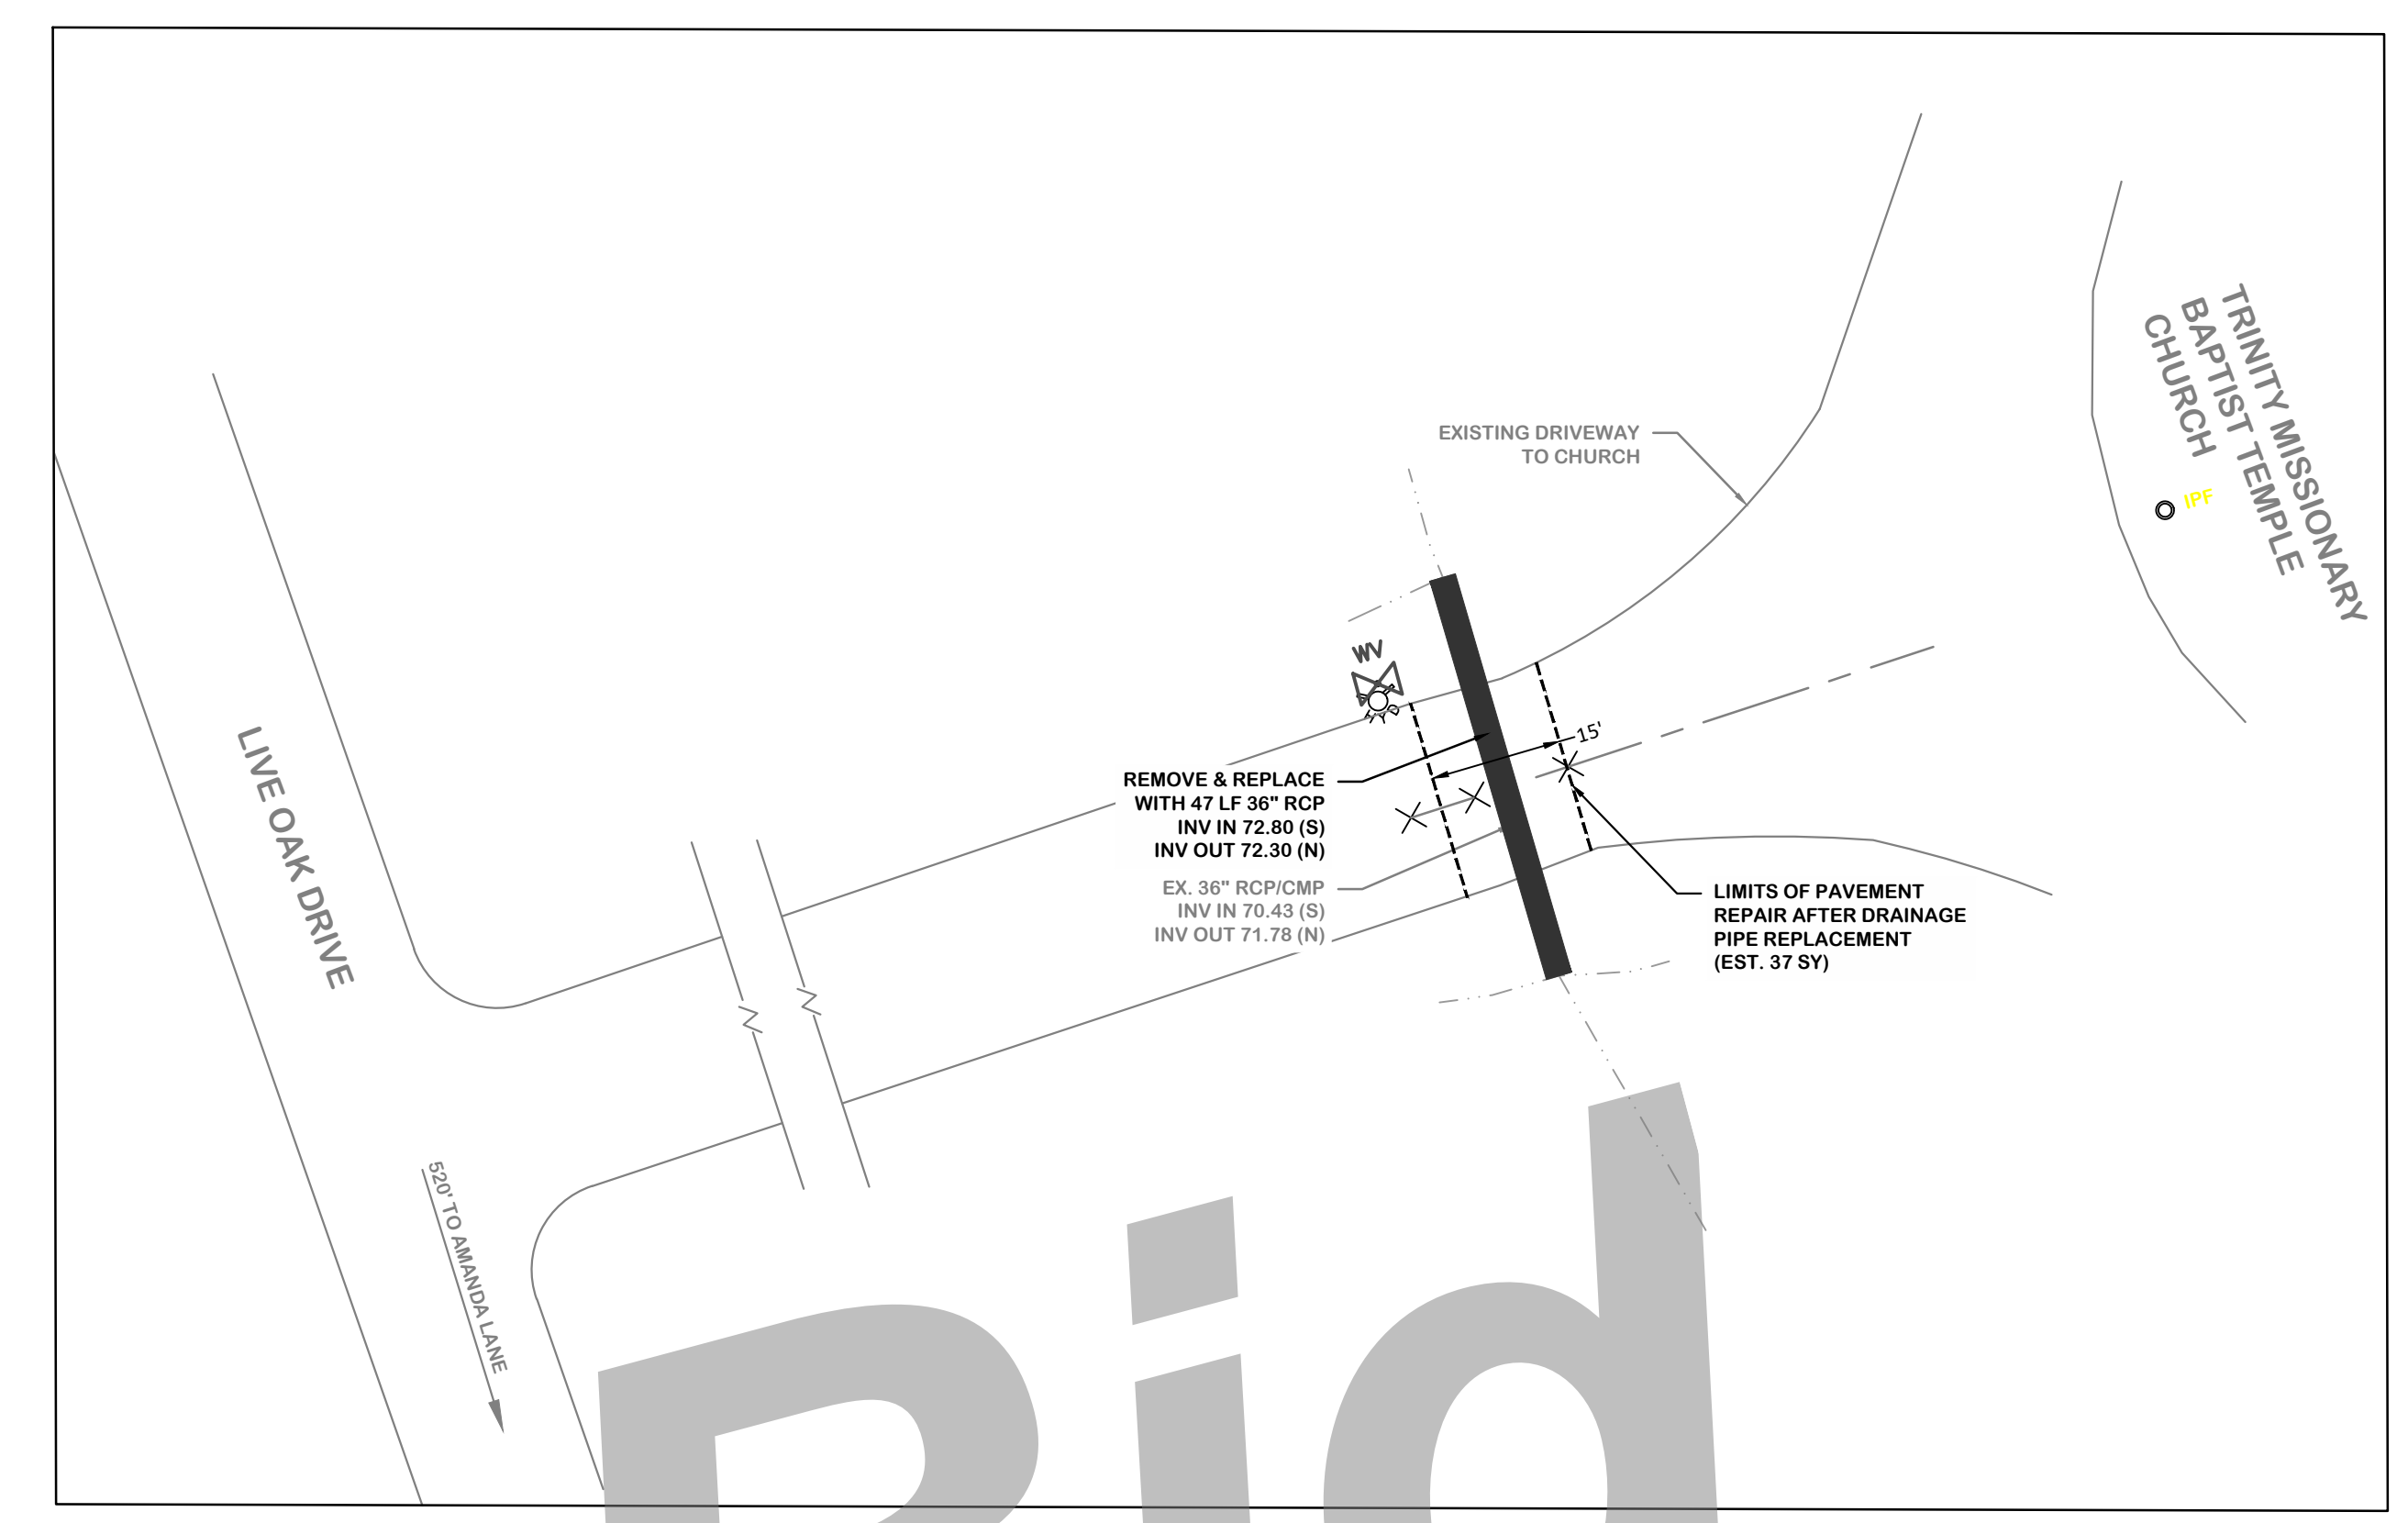 EXISTING DRIVEWAY
TO CHURCH
TRINITY MISSIONARY
BAPTIST TEMPLE
CHURCH
IPF
WV
HYD
15'
REMOVE & REPLACE
WITH 47 LF 36" RCP
INV IN 72.80 (S)
INV OUT 72.30 (N)
EX. 36" RCP/CMP
INV IN 70.43 (S)
INV OUT 71.78 (N)
LIMITS OF PAVEMENT
REPAIR AFTER DRAINAGE
PIPE REPLACEMENT
(EST. 37 SY)
LIVE OAK DRIVE
520' TO AMANDA LANE
Bid